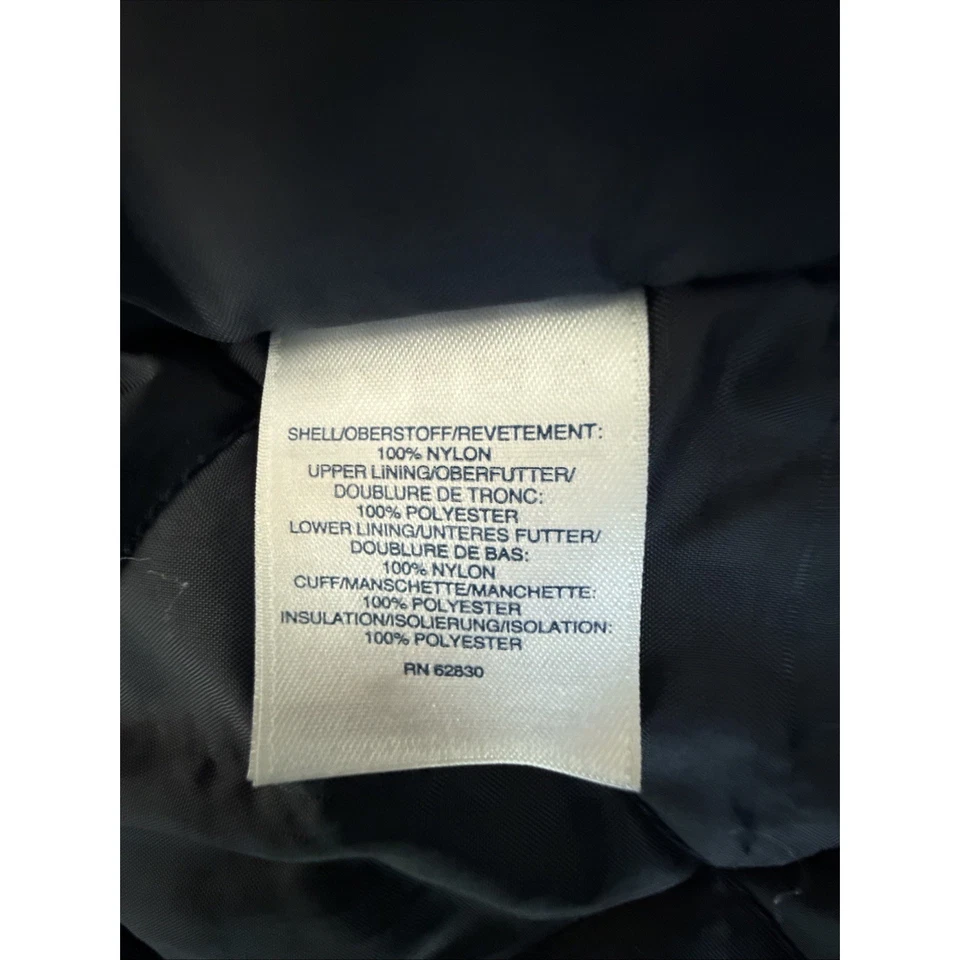 SHELL/OBERSTOFF/REVETEMENT:
100% NYLON
UPPER LINING/OBERFUTTER/
DOUBLURE DE TRONC:
100% POLYESTER
LOWER LINING/UNTERES FUTTER/
DOUBLURE DE BAS:
100% NYLON
CUFF/MANSCHETTE/MANCHETTE:
100% POLYESTER
INSULATION/ISOLIERUNG/ISOLATION:
100% POLYESTER
RN 62830